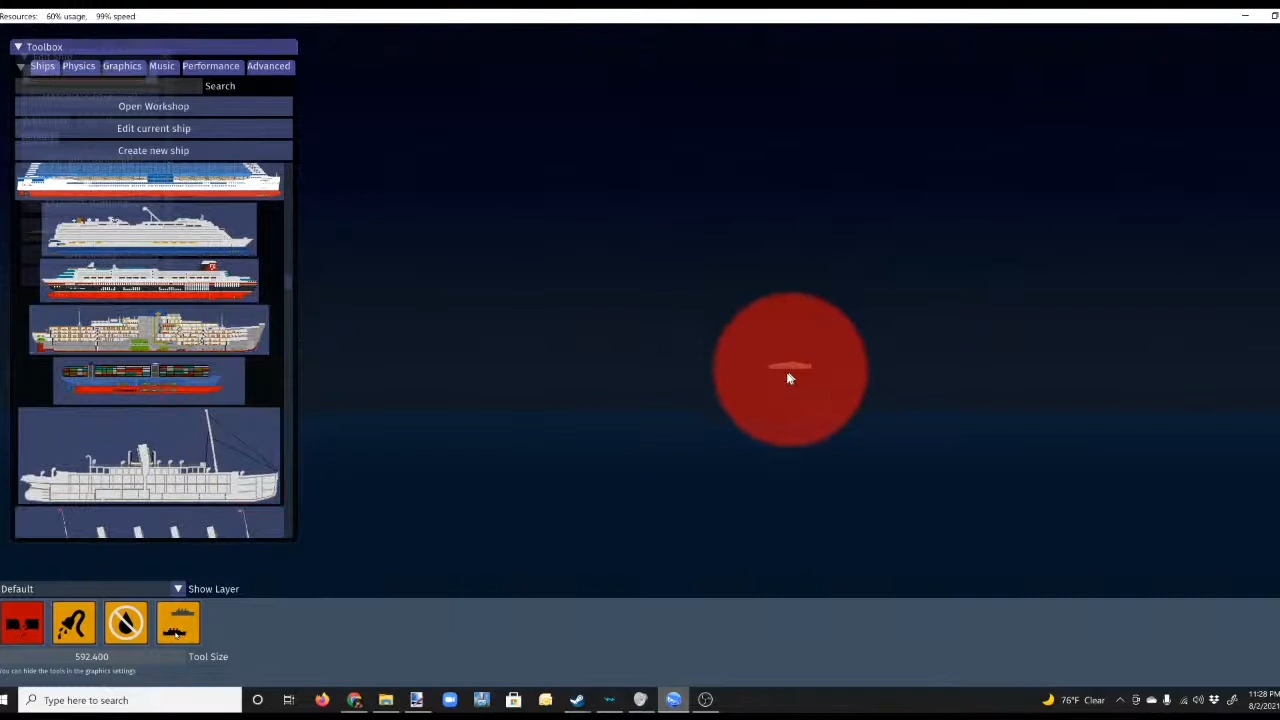 Resources: 60% usage, 99% speed
Toolbox
Ships Physics Graphics Music Performance Advanced
Search
Open Workshop
Edit current ship
Create new ship
Default Show Layer
592.400 Tool Size
You can hide the tools in the graphics settings
Type here to search
76°F Clear
11:28 PM
8/2/2021